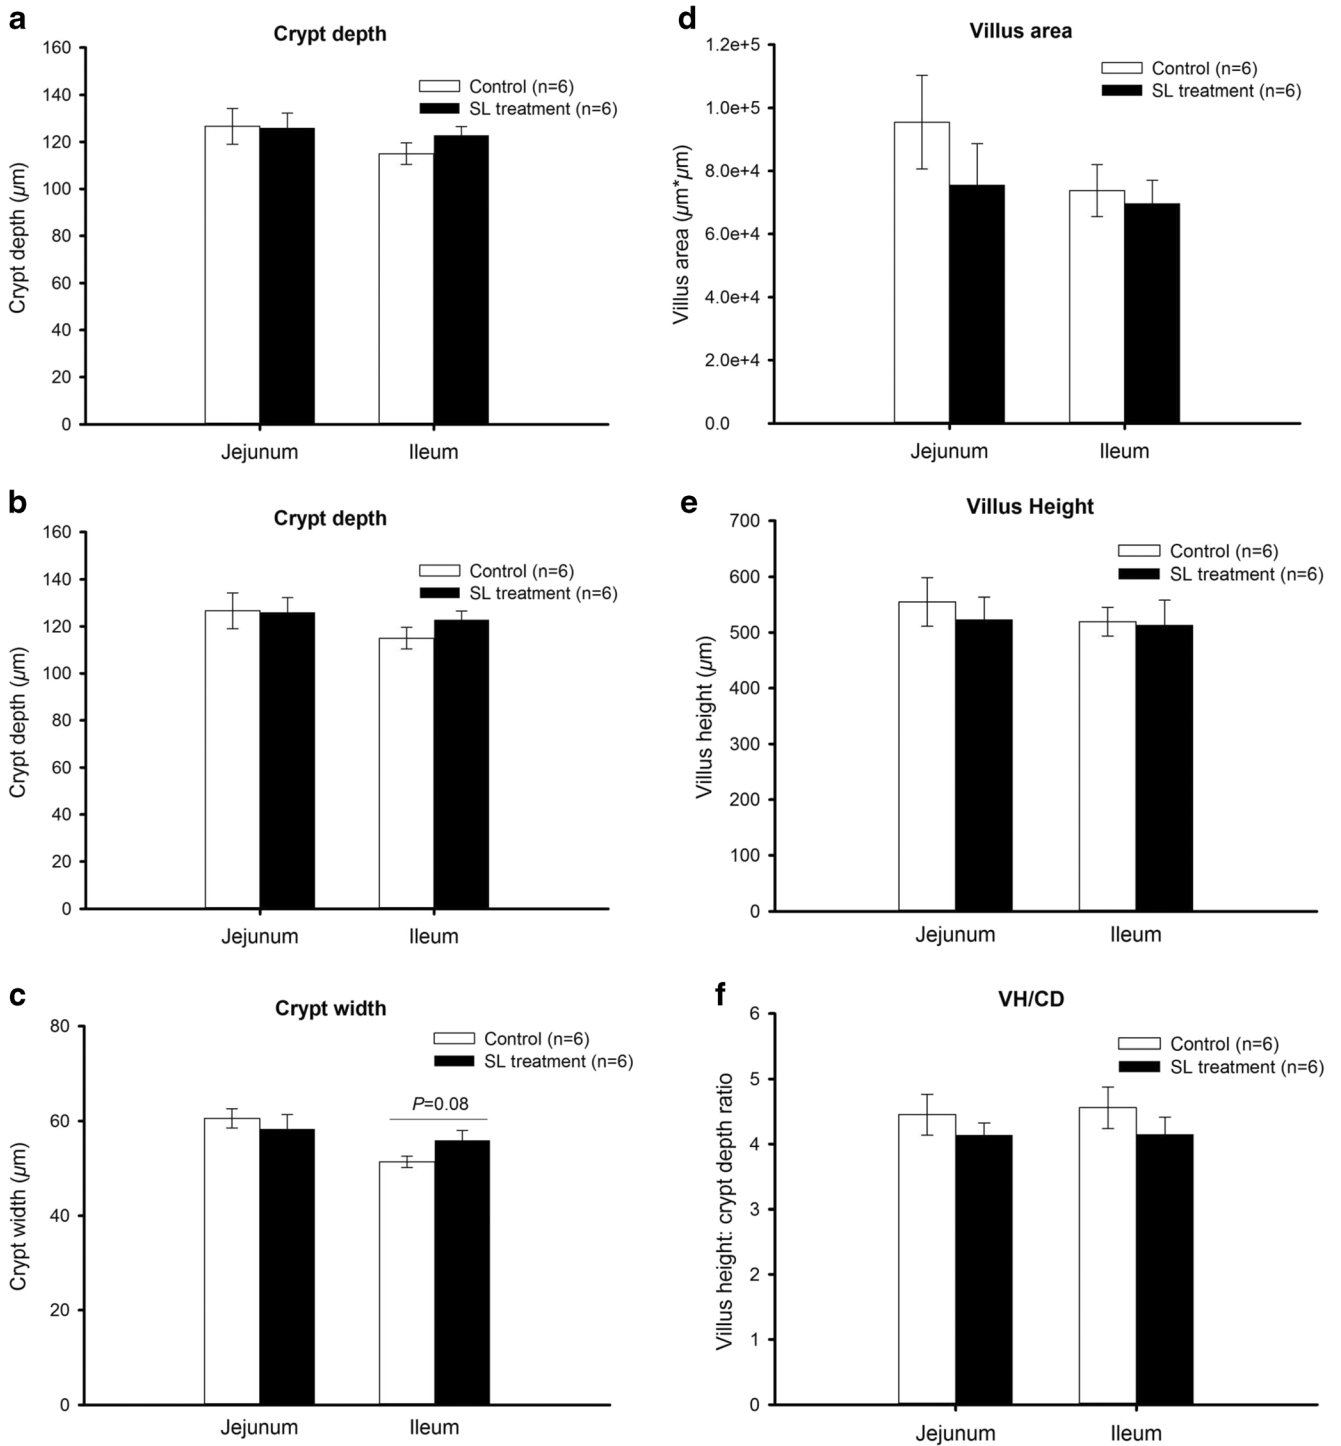 a
Crypt depth
Control (n=6)
SL treatment (n=6)
Crypt depth (µm)
160
140
120
100
80
60
40
20
0
Jejunum
Ileum
b
Crypt depth
Control (n=6)
SL treatment (n=6)
Crypt depth (µm)
160
140
120
100
80
60
40
20
0
Jejunum
Ileum
c
Crypt width
Control (n=6)
SL treatment (n=6)
P=0.08
Crypt width (µm)
80
60
40
20
0
Jejunum
Ileum
d
Villus area
Control (n=6)
SL treatment (n=6)
Villus area (µm*µm)
1.2e+5
1.0e+5
8.0e+4
6.0e+4
4.0e+4
2.0e+4
0.0
Jejunum
Ileum
e
Villus Height
Control (n=6)
SL treatment (n=6)
Villus height (µm)
700
600
500
400
300
200
100
0
Jejunum
Ileum
f
VH/CD
Control (n=6)
SL treatment (n=6)
Villus height: crypt depth ratio
6
5
4
3
2
1
0
Jejunum
Ileum